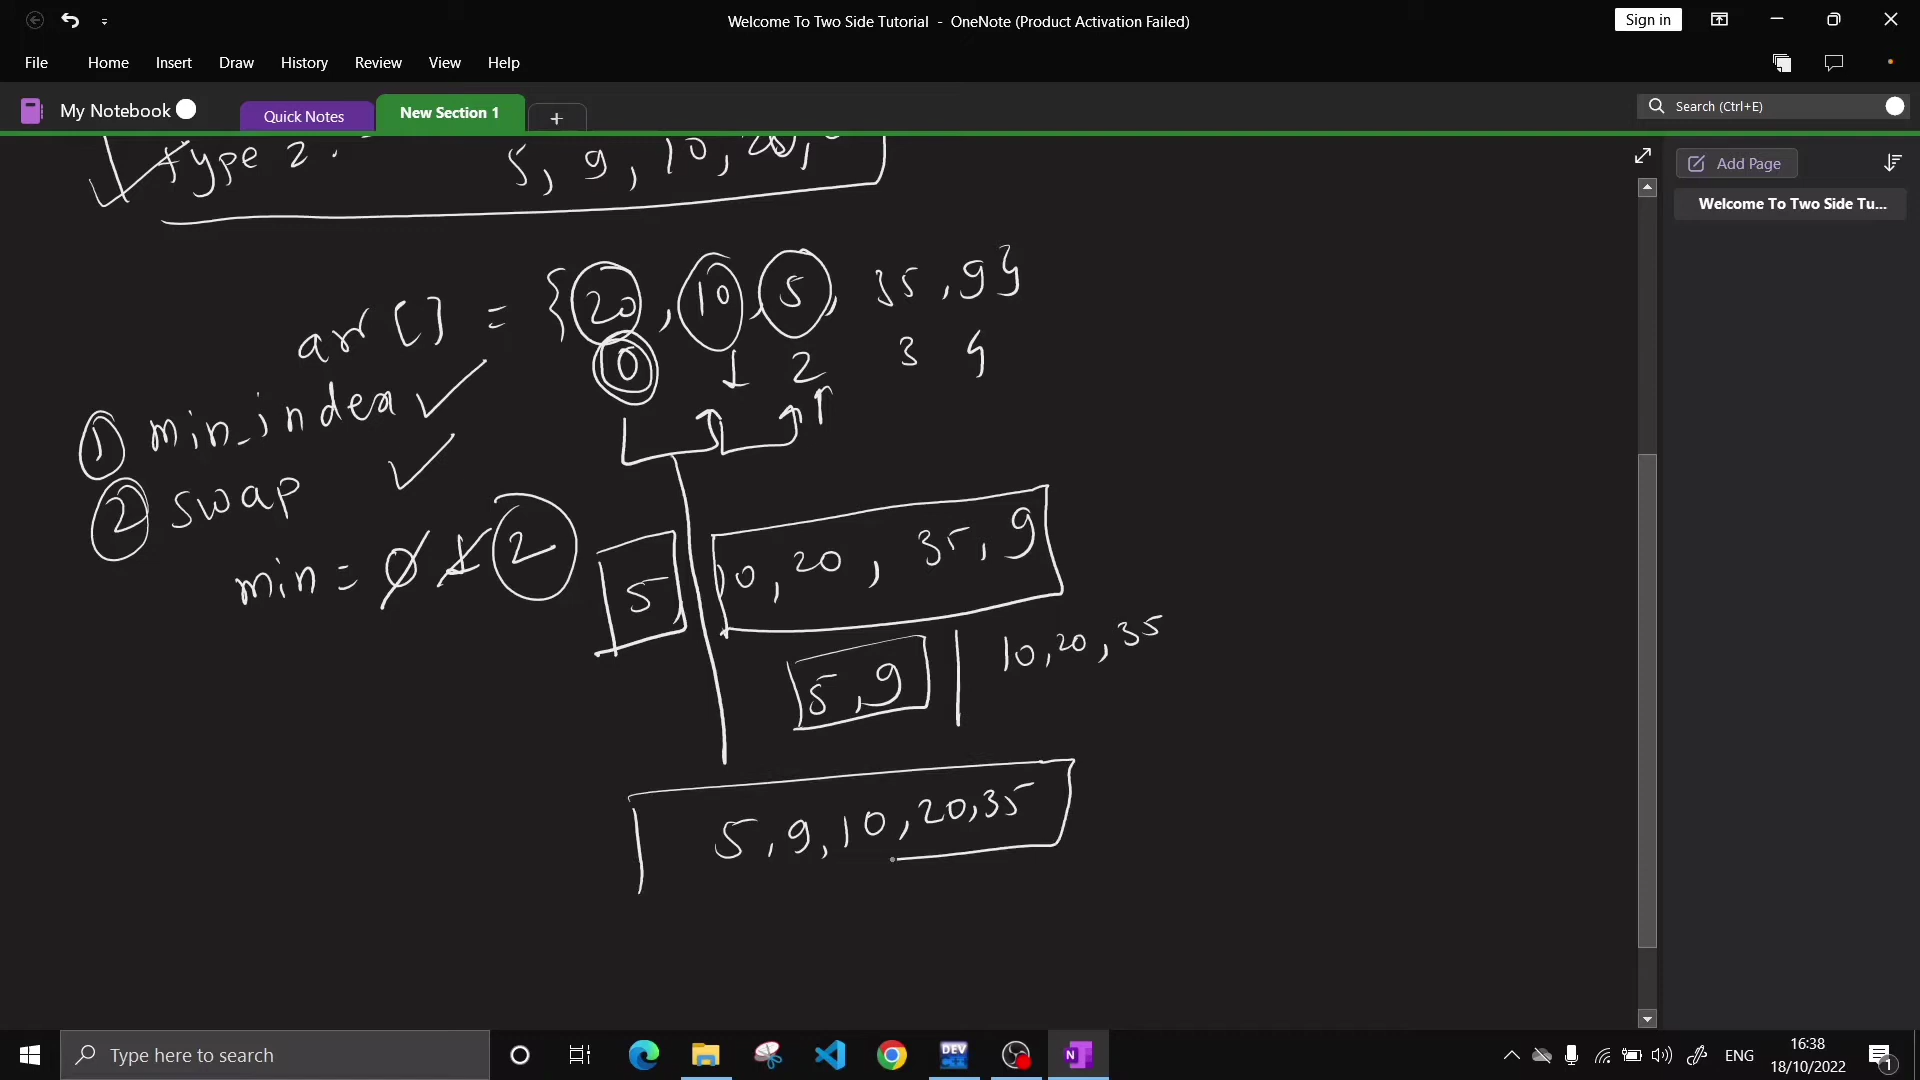 Welcome To Two Side Tutorial - OneNote (Product Activation Failed)
Sign in
File Home Insert Draw History Review View Help
My Notebook
Quick Notes
New Section 1
+
Search (Ctrl+E)
Add Page
Welcome To Two Side Tu...
type 2 :- 5, 9, 10, 20,
arr [] = {20, 10, 5, 35, 9}
0 1 2 3 4
1 min_index
2 swap
min = 0 1 2
5, 10, 20, 35, 9
5, 9 | 10, 20, 35
5, 9, 10, 20, 35
Type here to search
DEV
N
ENG
16:38
18/10/2022
1